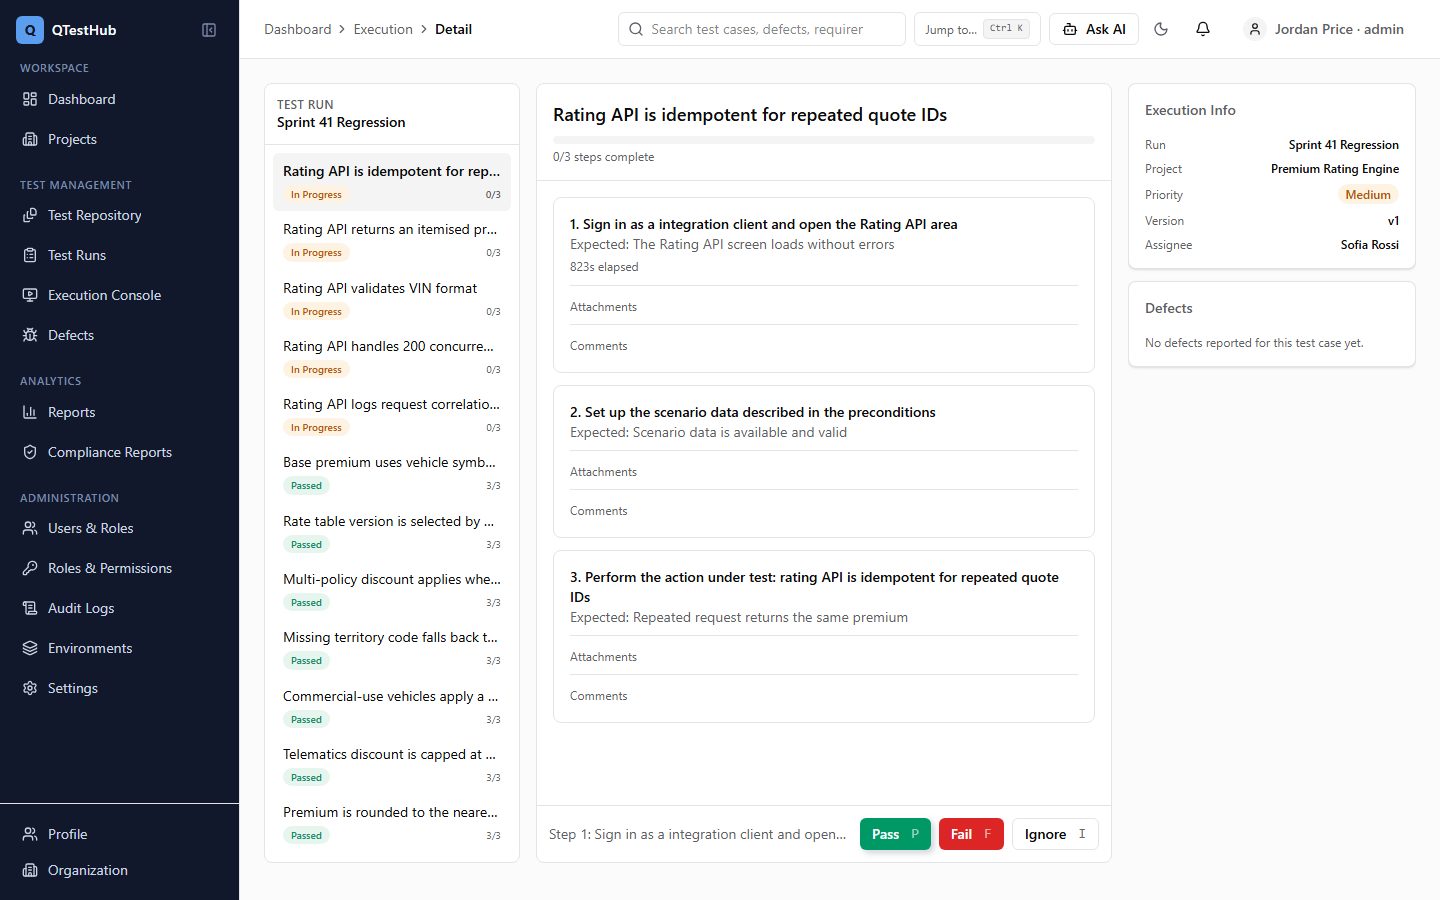 Q QTestHub
WORKSPACE
Dashboard
Projects
TEST MANAGEMENT
Test Repository
Test Runs
Execution Console
Defects
ANALYTICS
Reports
Compliance Reports
ADMINISTRATION
Users & Roles
Roles & Permissions
Audit Logs
Environments
Settings
Profile
Organization
Dashboard > Execution > Detail
Search test cases, defects, requirer
Jump to... Ctrl K
Ask AI
Jordan Price · admin
TEST RUN
Sprint 41 Regression
Rating API is idempotent for rep...
In Progress 0/3
Rating API returns an itemised pr...
In Progress 0/3
Rating API validates VIN format
In Progress 0/3
Rating API handles 200 concurre...
In Progress 0/3
Rating API logs request correlatio...
In Progress 0/3
Base premium uses vehicle symb...
Passed 3/3
Rate table version is selected by ...
Passed 3/3
Multi-policy discount applies whe...
Passed 3/3
Missing territory code falls back t...
Passed 3/3
Commercial-use vehicles apply a ...
Passed 3/3
Telematics discount is capped at ...
Passed 3/3
Premium is rounded to the neare...
Passed 3/3
Rating API is idempotent for repeated quote IDs
0/3 steps complete
1. Sign in as a integration client and open the Rating API area
Expected: The Rating API screen loads without errors
823s elapsed
Attachments
Comments
2. Set up the scenario data described in the preconditions
Expected: Scenario data is available and valid
Attachments
Comments
3. Perform the action under test: rating API is idempotent for repeated quote
IDs
Expected: Repeated request returns the same premium
Attachments
Comments
Step 1: Sign in as a integration client and open...
Pass P
Fail F
Ignore I
Execution Info
Run Sprint 41 Regression
Project Premium Rating Engine
Priority Medium
Version v1
Assignee Sofia Rossi
Defects
No defects reported for this test case yet.